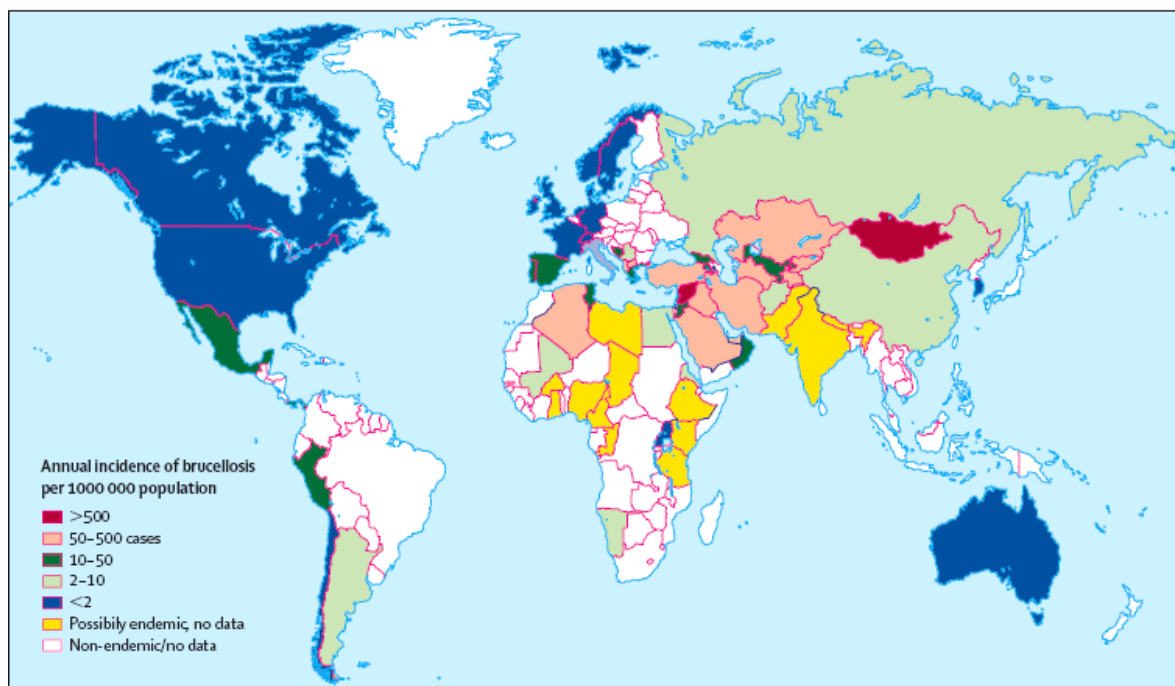 Annual incidence of brucellosis
per 1000 000 population
>500
50–500 cases
10–50
2–10
<2
Possibily endemic, no data
Non-endemic/no data